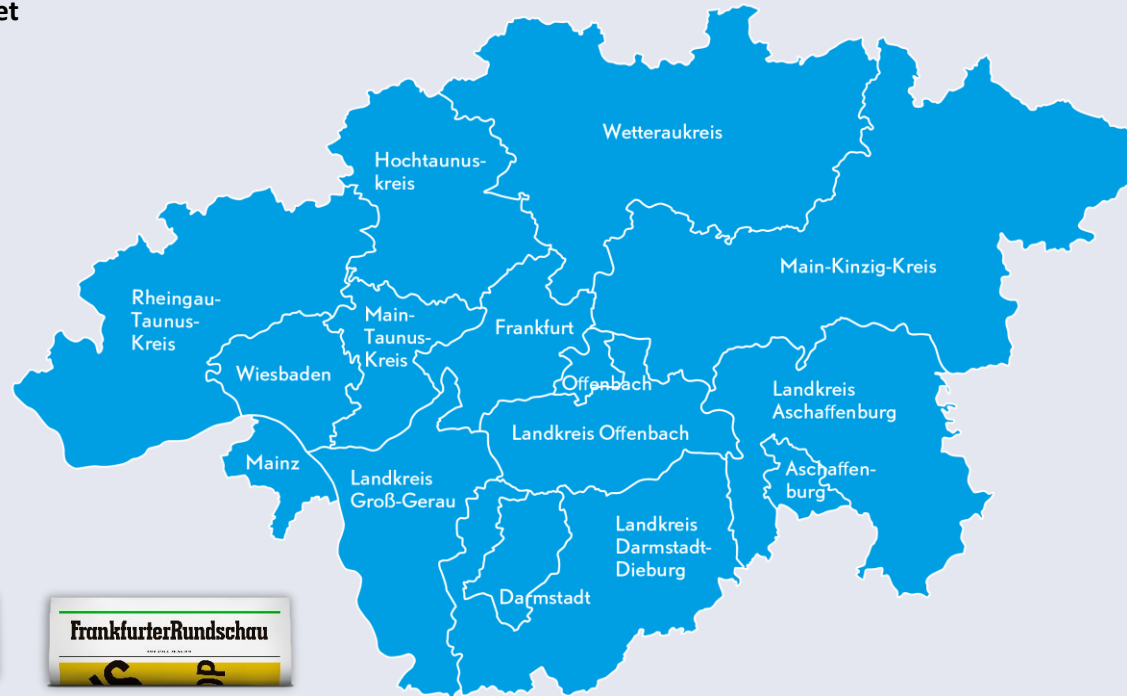 et
Wetteraukreis
Hochtaunus-
kreis
Main-Kinzig-Kreis
Rheingau-
Taunus-
Kreis
Main-
Taunus-
Kreis
Frankfurt
Wiesbaden
Offenbach
Landkreis
Aschaffenburg
Landkreis Offenbach
Mainz
Landkreis
Groß-Gerau
Aschaffen-
burg
Landkreis
Darmstadt-
Dieburg
Darmstadt
FrankfurterRundschau